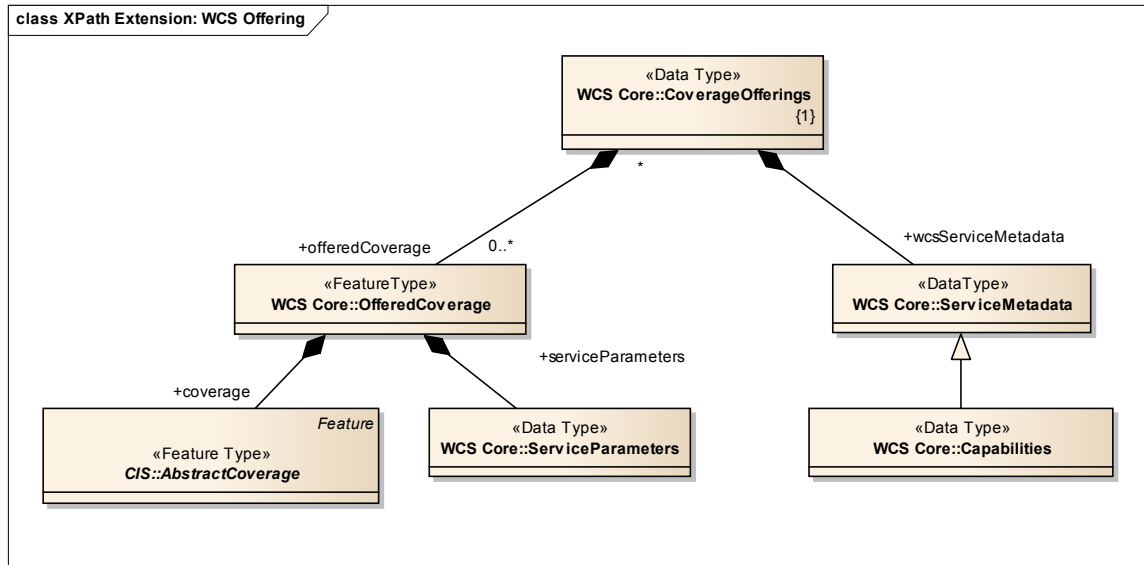 class XPath Extension: WCS Offering
«Data Type»
WCS Core::CoverageOfferings
{1}
*
+offeredCoverage
0..*
+wcsServiceMetadata
«FeatureType»
WCS Core::OfferedCoverage
«DataType»
WCS Core::ServiceMetadata
+serviceParameters
+coverage
Feature
«Feature Type»
CIS::AbstractCoverage
«Data Type»
WCS Core::ServiceParameters
«Data Type»
WCS Core::Capabilities